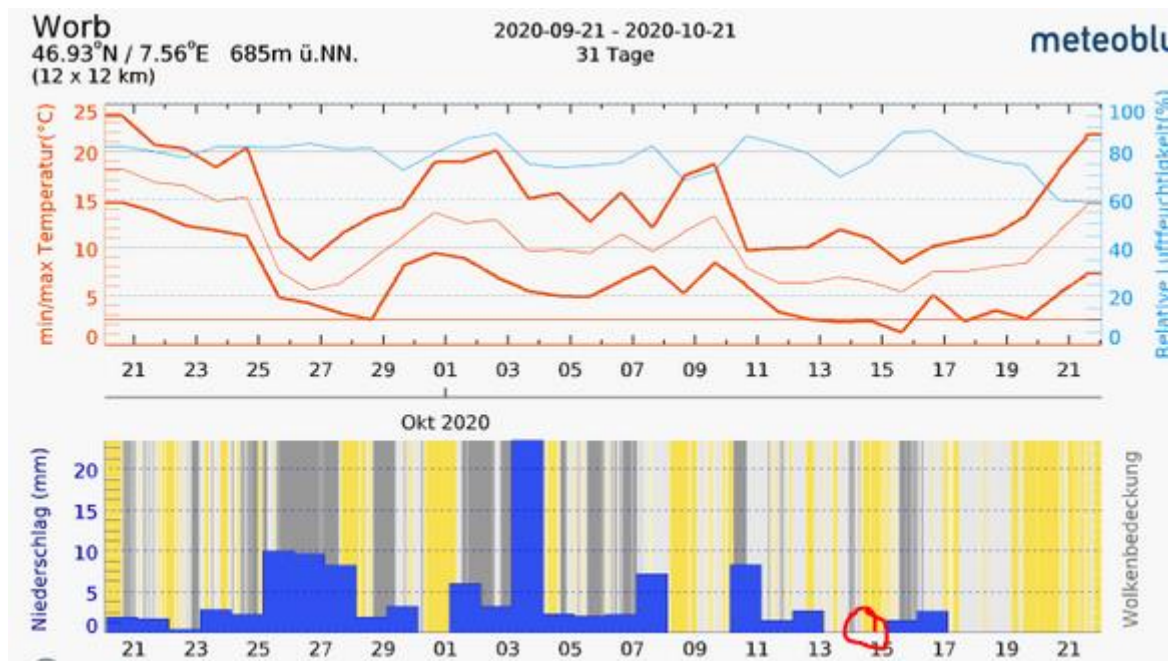 Worb
46.93°N / 7.56°E 685m ü.NN.
(12 x 12 km)
2020-09-21 - 2020-10-21
31 Tage
meteoblu
min/max Temperatur(°C)
25
20
15
10
5
0
100
80
60
40
20
0
Relative Luftfeuchtigkeit(%)
21 23 25 27 29 01 03 05 07 09 11 13 15 17 19 21
Okt 2020
Niederschlag (mm)
20
15
10
5
0
Wolkenbedeckung
21 23 25 27 29 01 03 05 07 09 11 13 15 17 19 21